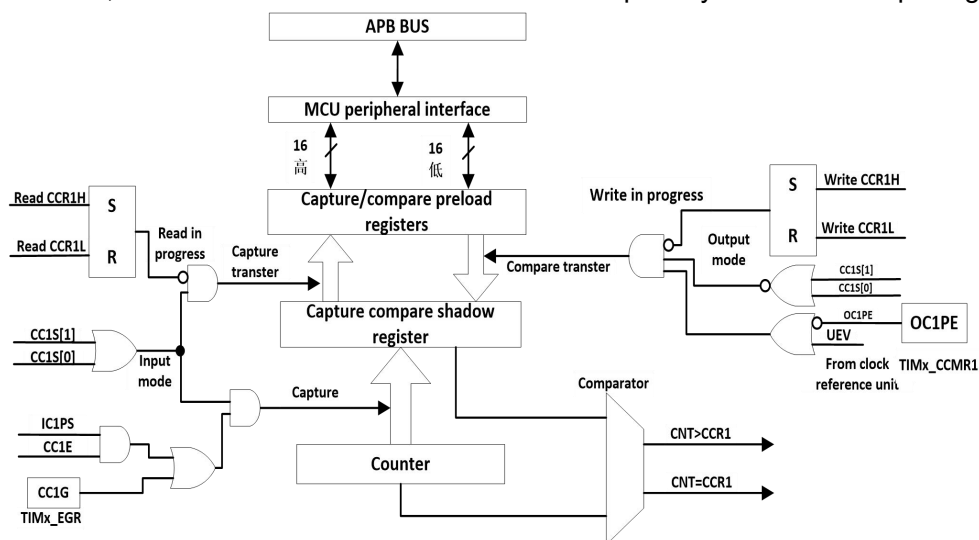 APB BUS
MCU peripheral interface
16
高
16
低
Capture/compare preload
registers
Read CCR1H
Read CCR1L
S
R
Read in
progress
Capture
transter
Write in progress
S
R
Write CCR1H
Write CCR1L
Output
mode
Compare transter
CC1S[1]
CC1S[0]
OC1PE
UEV
OC1PE
From clock
reference unit
TIMx_CCMR1
Capture compare shadow
register
CC1S[1]
CC1S[0]
Input
mode
Capture
IC1PS
CC1E
CC1G
TIMx_EGR
Counter
Comparator
CNT>CCR1
CNT=CCR1